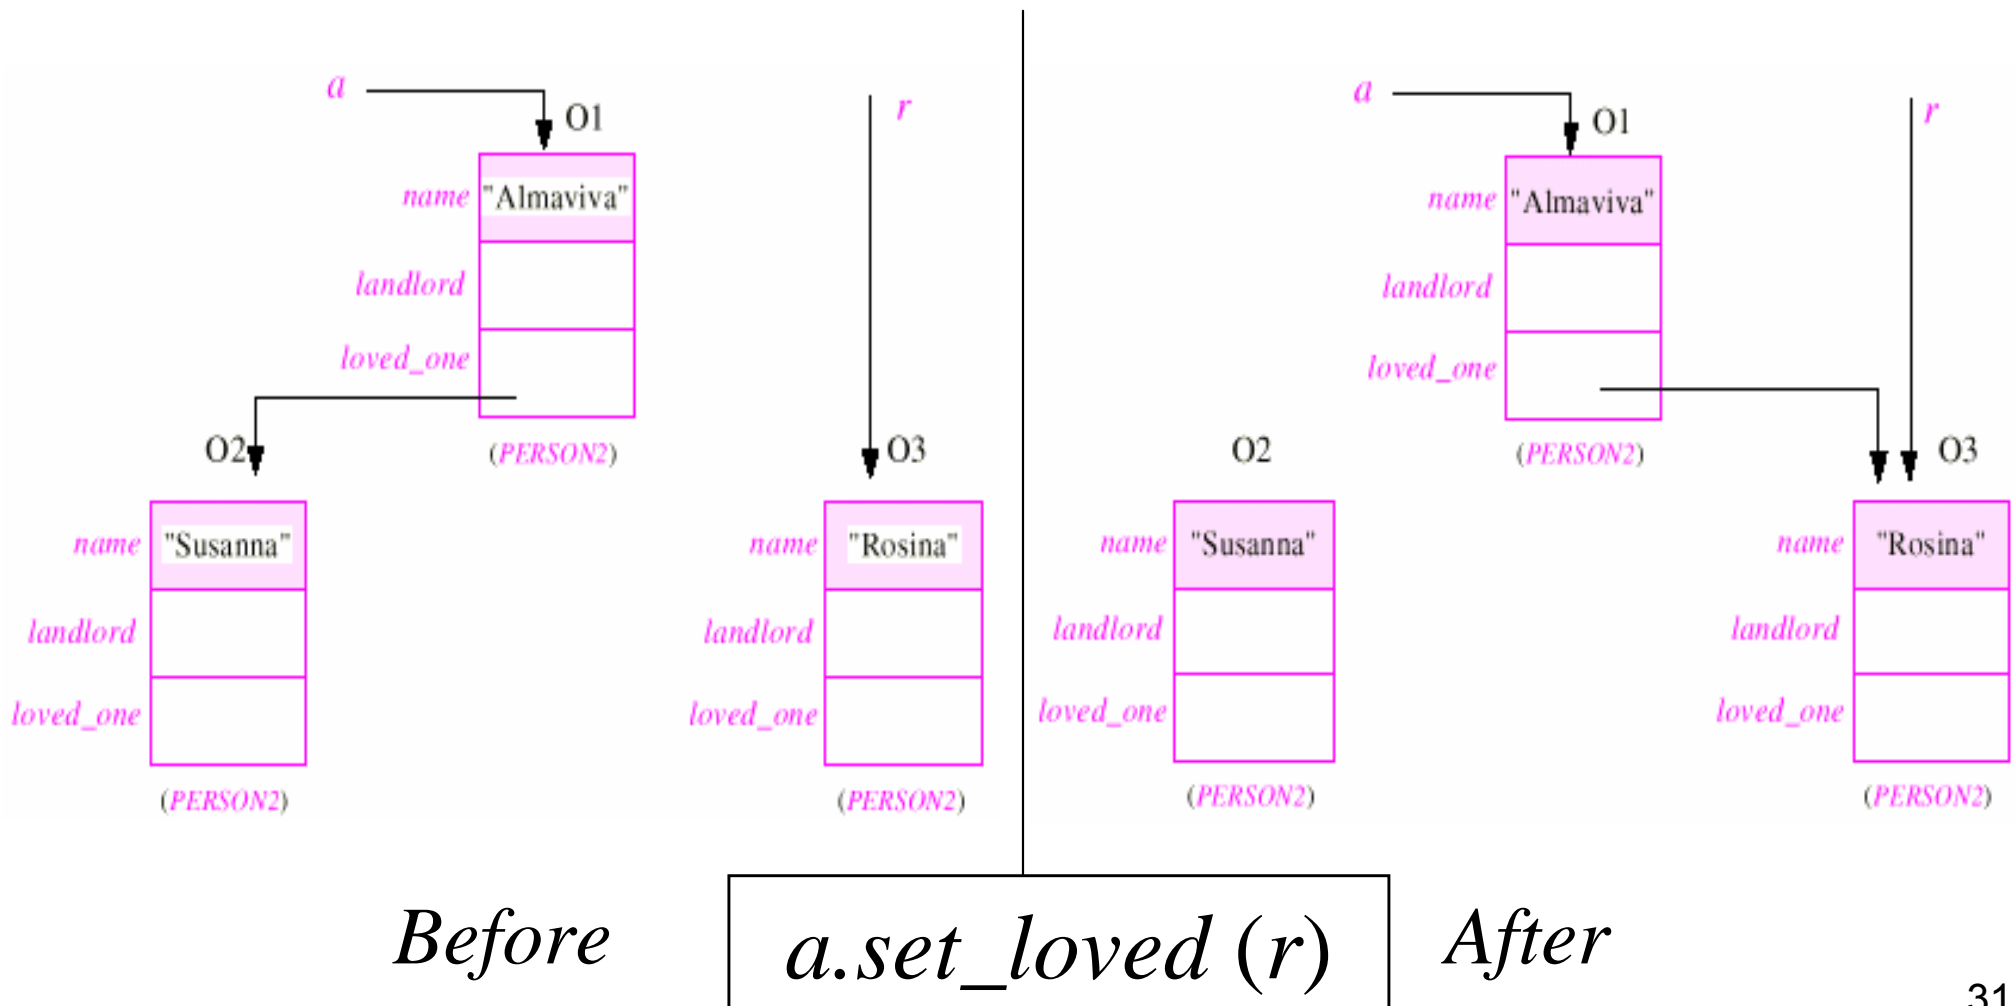 a
O1
r
name "Almaviva"
landlord
loved_one
O2
(PERSON2)
O3
name "Susanna"
landlord
loved_one
(PERSON2)
name "Rosina"
landlord
loved_one
(PERSON2)
a
O1
r
name "Almaviva"
landlord
loved_one
O2
(PERSON2)
O3
name "Susanna"
landlord
loved_one
(PERSON2)
name "Rosina"
landlord
loved_one
(PERSON2)
Before
a.set_loved (r)
After
31